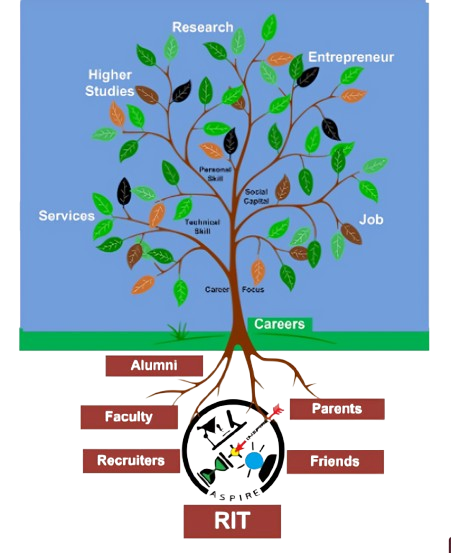 Research
Entrepreneur
Higher
Studies
Personal
Skill
Social
Capital
Services
Technical
Skill
Job
Career Focus
Careers
Alumni
Faculty
Parents
Recruiters
Friends
ASPIRE
RIT